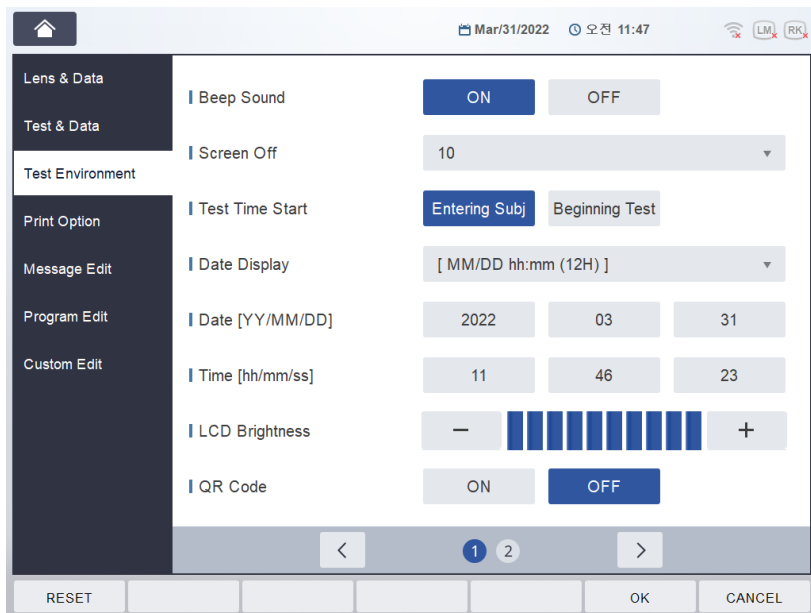 Mar/31/2022 오전 11:47 LM RK
Lens & Data
Test & Data
Test Environment
Print Option
Message Edit
Program Edit
Custom Edit
Beep Sound ON OFF
Screen Off 10
Test Time Start Entering Subj Beginning Test
Date Display [ MM/DD hh:mm (12H) ]
Date [YY/MM/DD] 2022 03 31
Time [hh/mm/ss] 11 46 23
LCD Brightness − +
QR Code ON OFF
< 1 2 >
RESET OK CANCEL